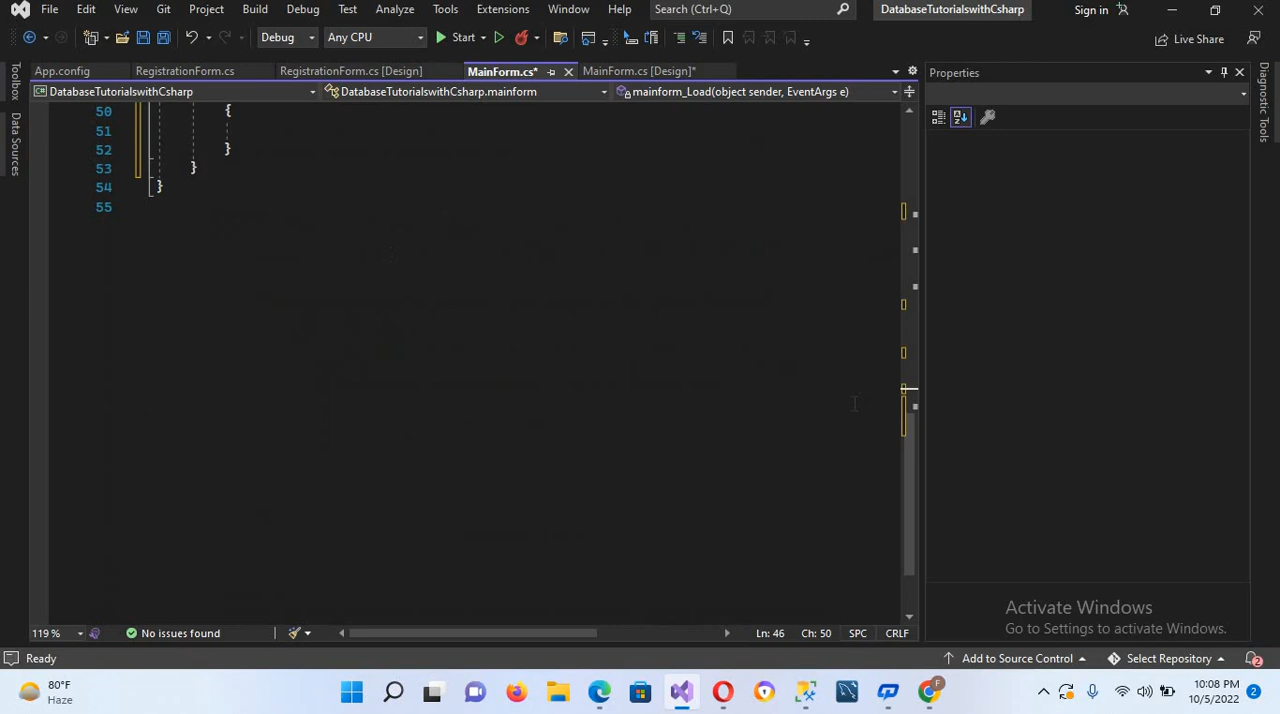 File Edit View Git Project Build Debug Test Analyze Tools Extensions Window Help Search (Ctrl+Q) DatabaseTutorialswithCsharp Sign in
Debug Any CPU Start Live Share
App.config RegistrationForm.cs RegistrationForm.cs [Design] MainForm.cs* MainForm.cs [Design]* Properties
DatabaseTutorialswithCsharp DatabaseTutorialswithCsharp.mainform mainform_Load(object sender, EventArgs e)
Toolbox
Data Sources
Diagnostic Tools
50 {
51
52 }
53 }
54 }
55
Activate Windows
Go to Settings to activate Windows.
119 % No issues found Ln: 46 Ch: 50 SPC CRLF
Ready Add to Source Control Select Repository 2
80°F
Haze
F
10:08 PM
10/5/2022 2